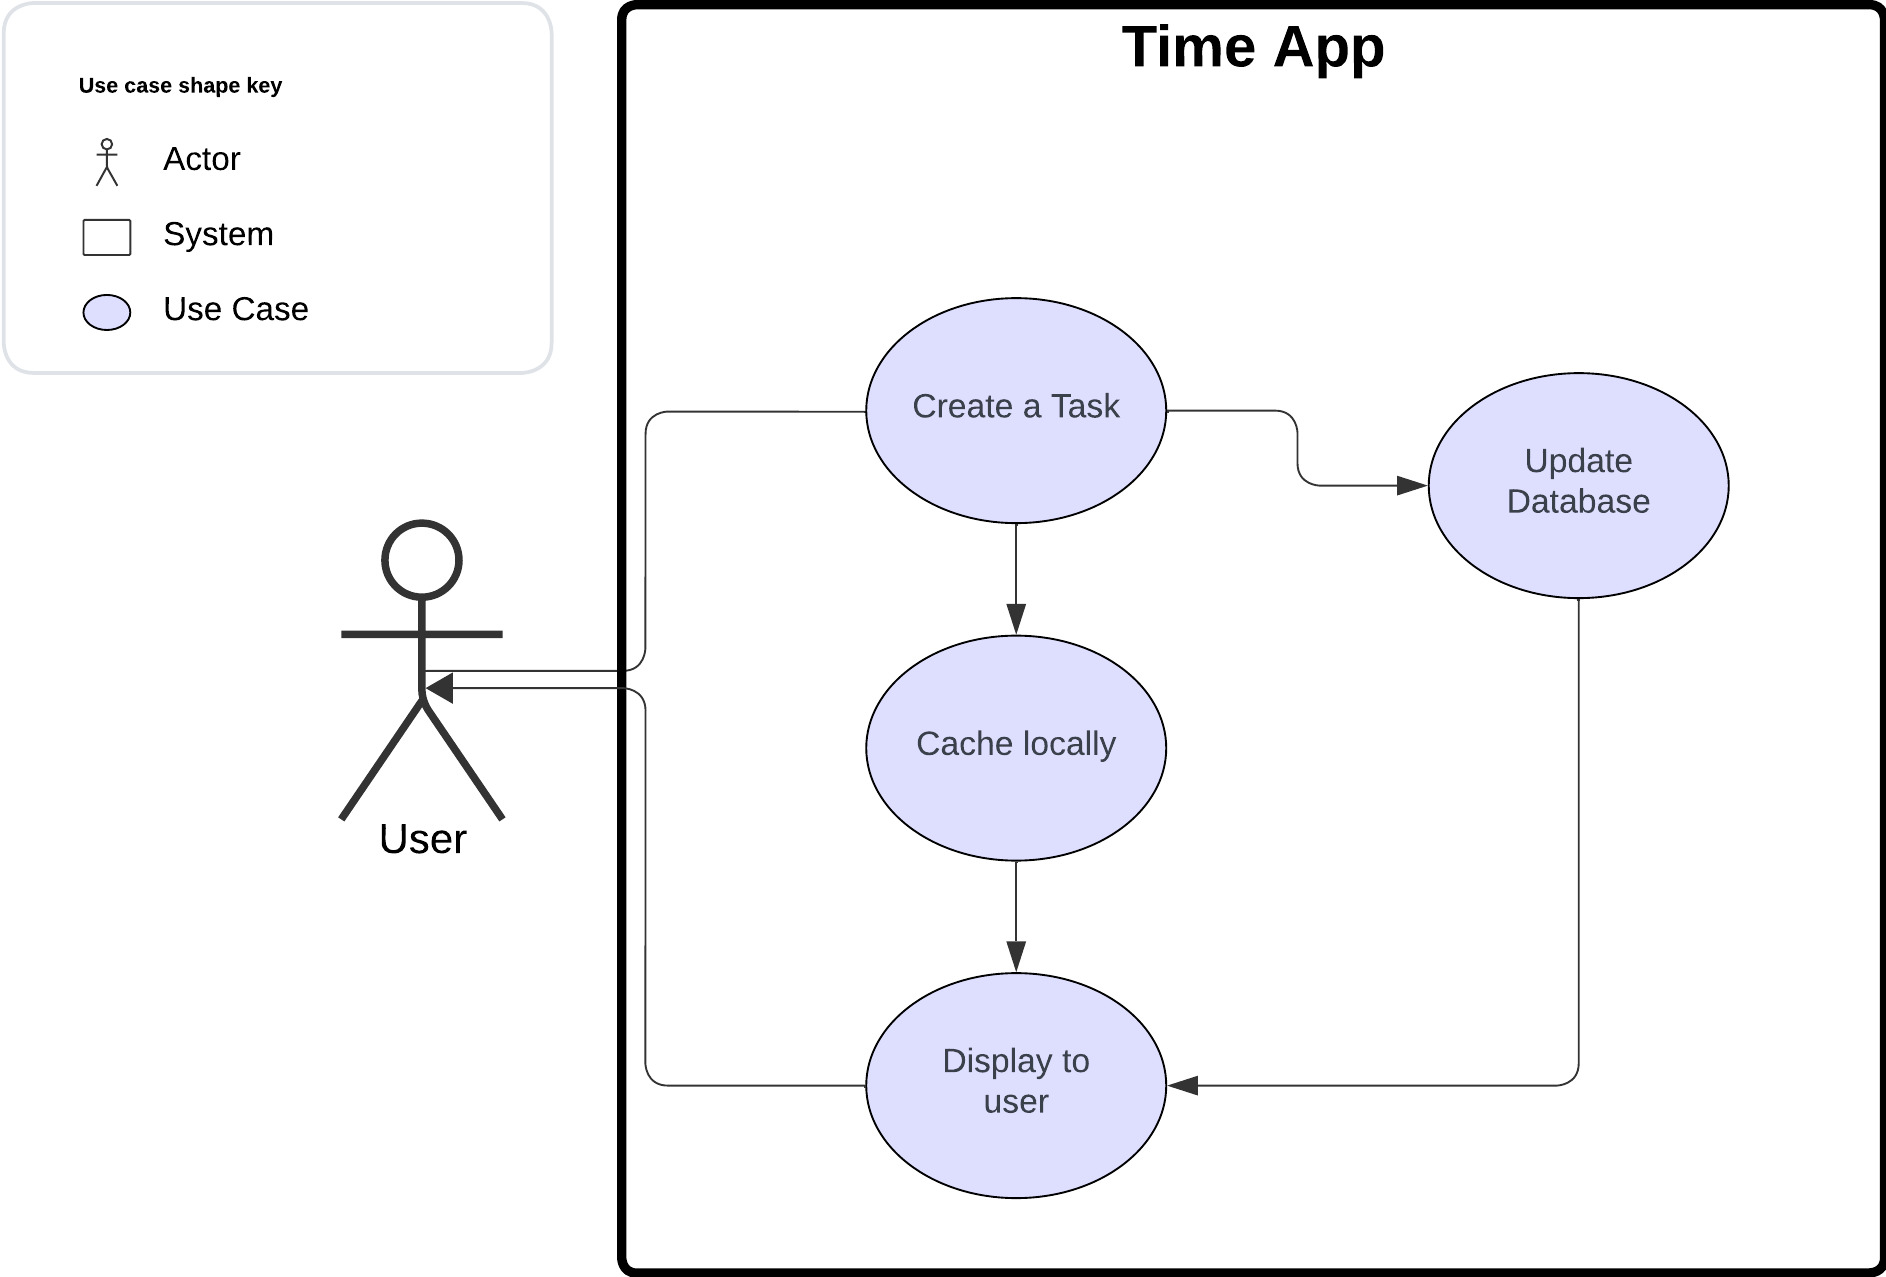 Use case shape key
Actor
System
Use Case
Time App
Create a Task
Update
Database
User
Cache locally
Display to
user